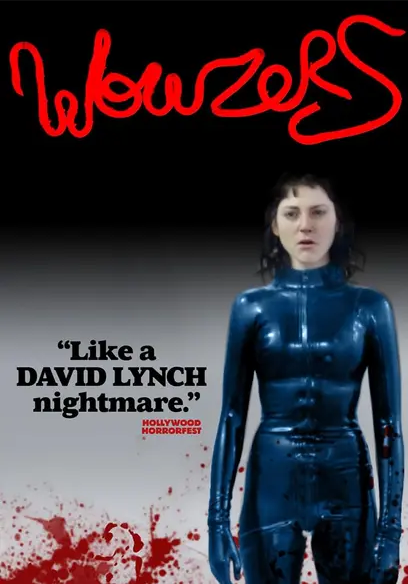 WOWZERS
“Like a
DAVID LYNCH
nightmare.”
HOLLYWOOD
HORRORFEST